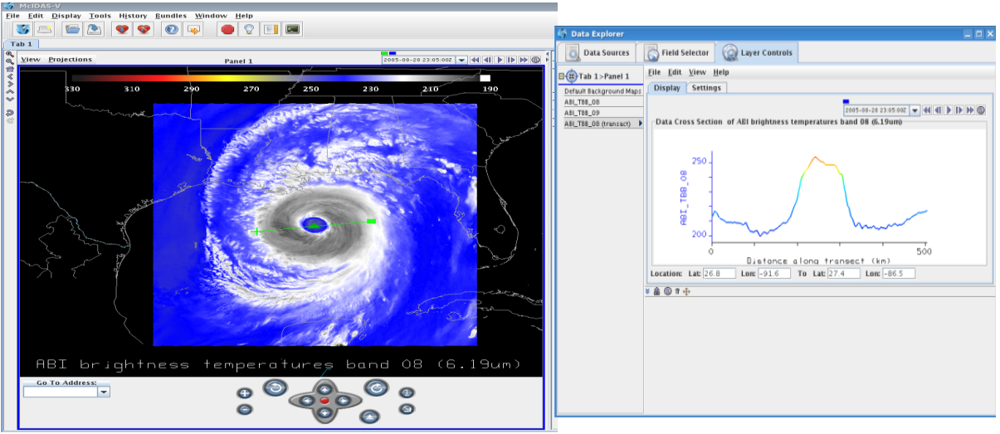 McIDAS-V
File Edit Display Tools History Bundles Window Help
Tab 1
View Projections
Panel 1
2005-08-28 23:05:00Z
330 310 290 270 250 230 210 190
ABI brightness temperatures band 08 (6.19um)
Go To Address:
Data Explorer
Data Sources
Field Selector
Layer Controls
Tab 1>Panel 1
Default Background Maps
ABI_TBB_08
ABI_TBB_09
ABI_TBB_08 (transect)
File Edit View Help
Display
Settings
2005-08-28 23:05:00Z
Data Cross Section of ABI brightness temperatures band 08 (6.19um)
250
ABI_TBB_08
200
0
500
Distance along transect (km)
Location: Lat: 26.8 Lon: -91.6 To Lat: 27.4 Lon: -86.5